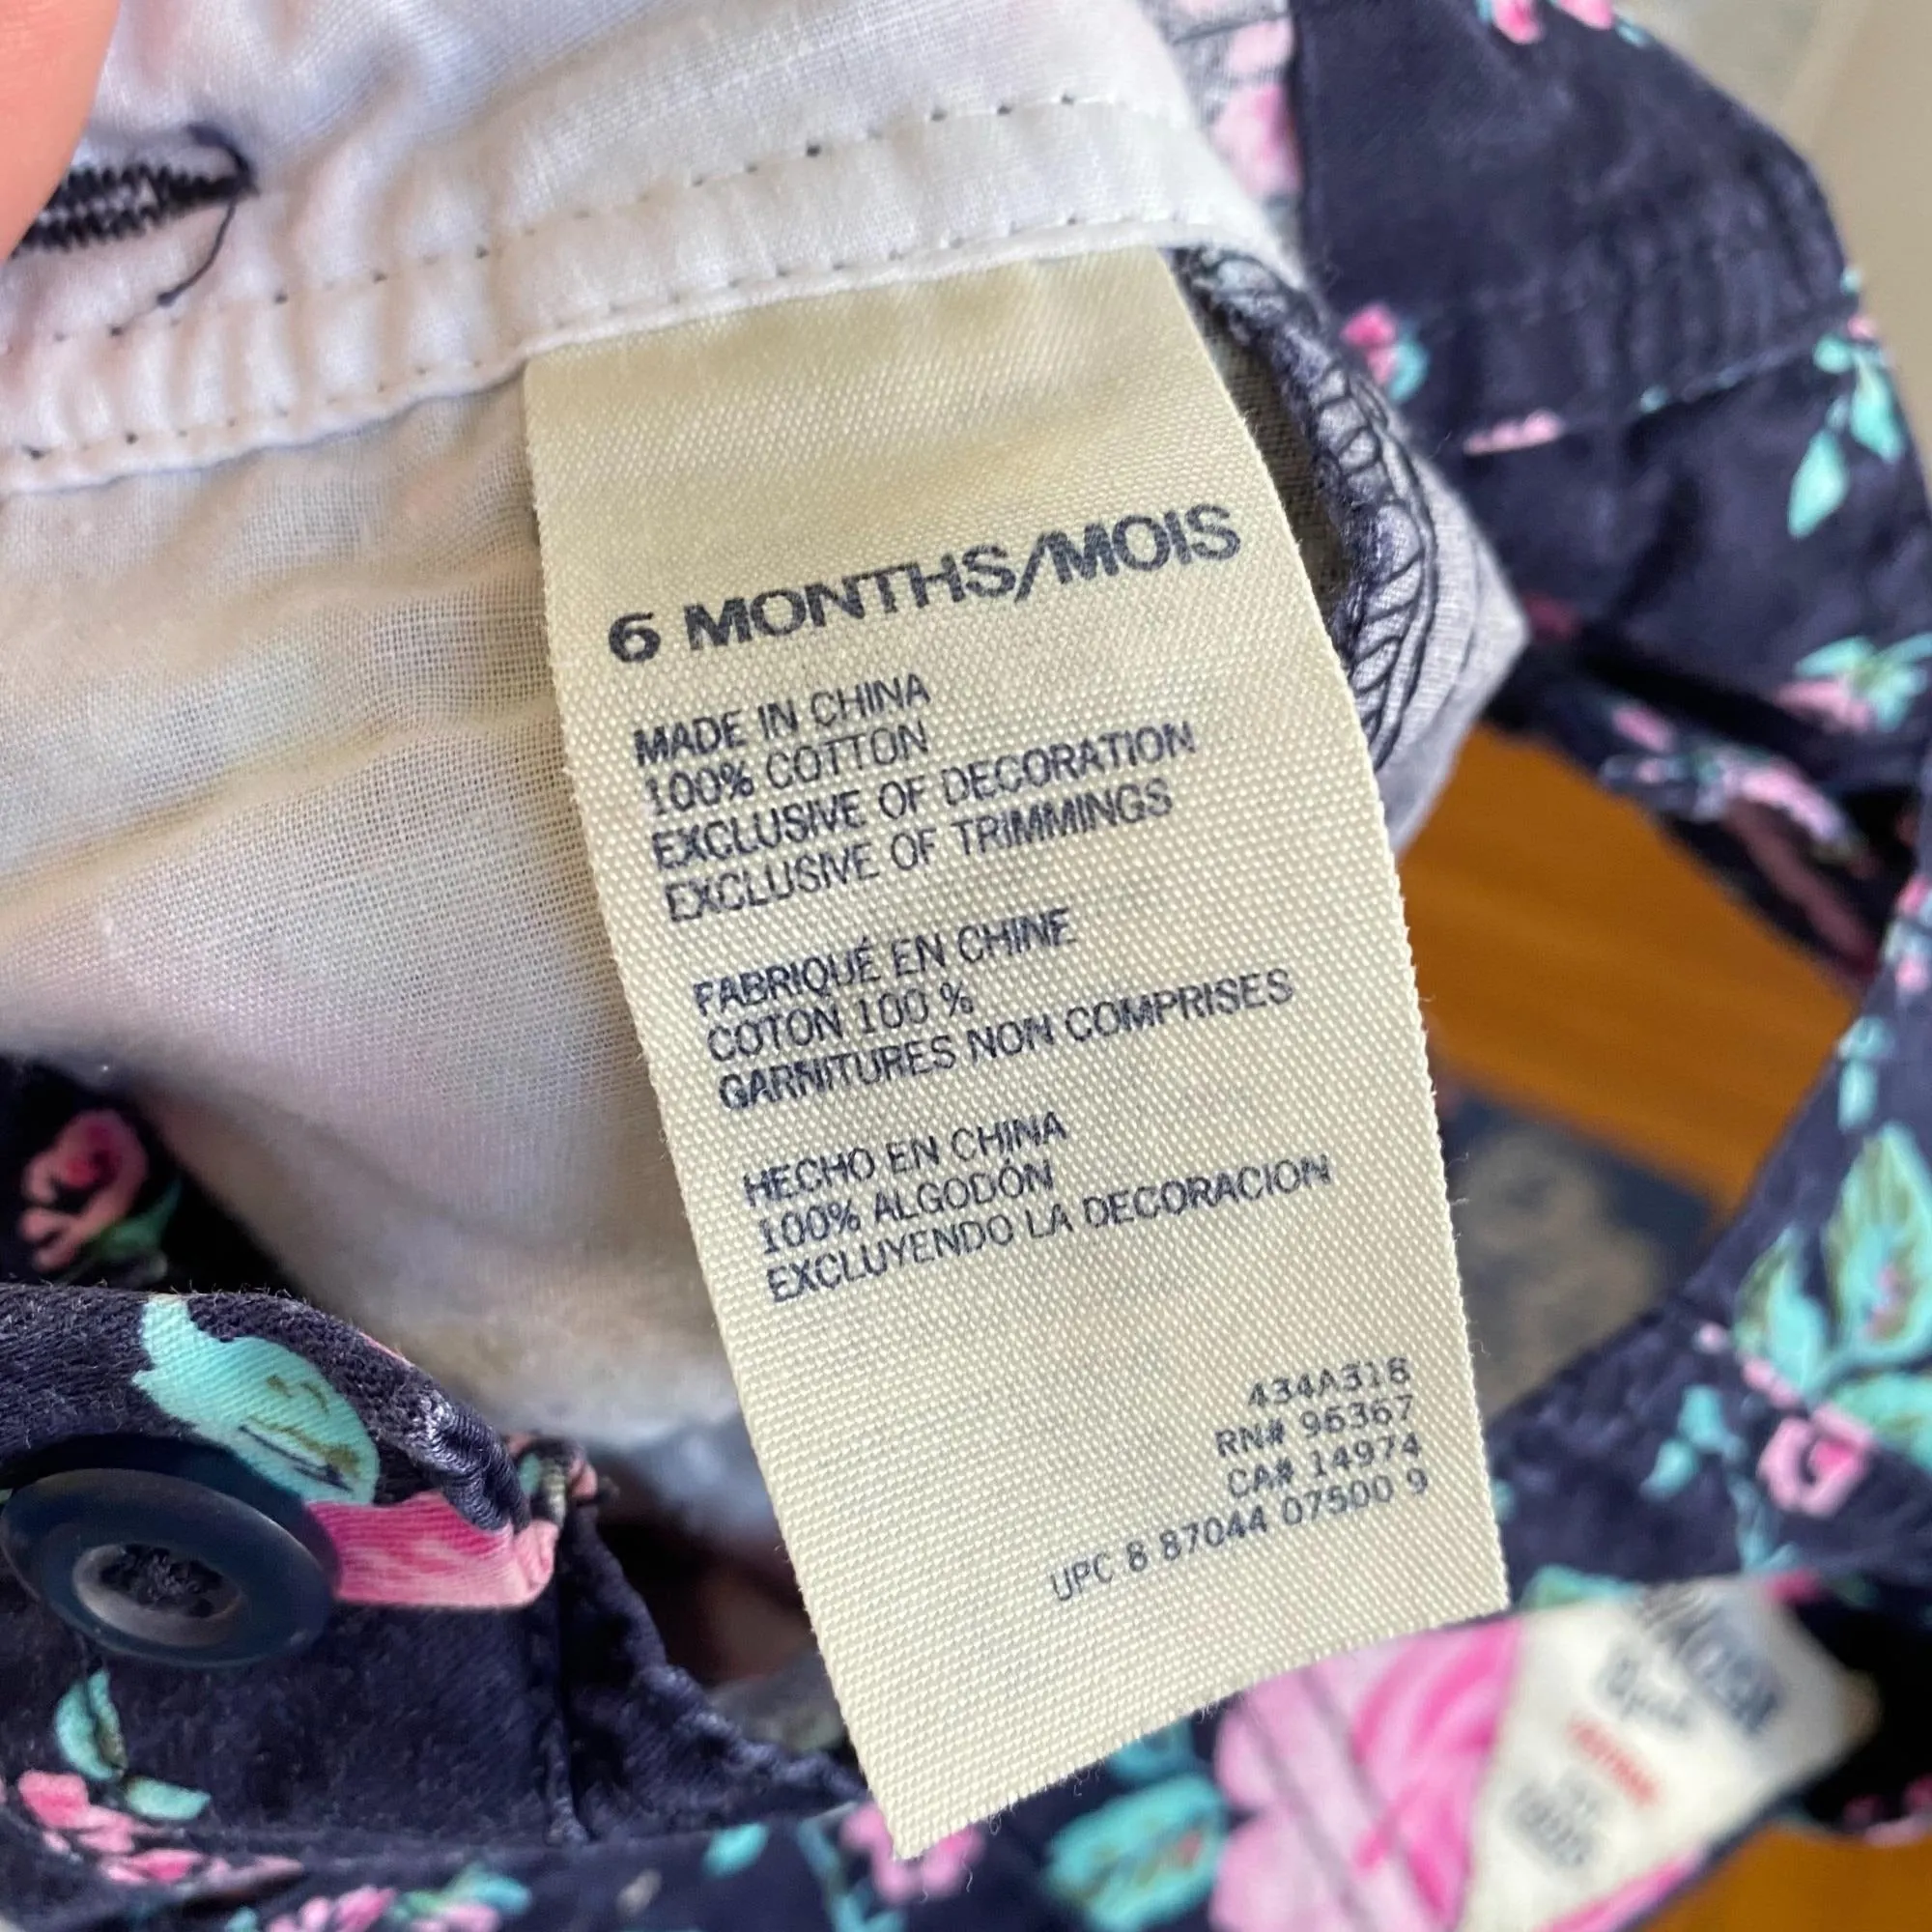 6 MONTHS/MOIS
MADE IN CHINA
100% COTTON
EXCLUSIVE OF DECORATION
EXCLUSIVE OF TRIMMINGS
FABRIQUÉ EN CHINE
COTON 100 %
GARNITURES NON COMPRISES
HECHO EN CHINA
100% ALGODÓN
EXCLUYENDO LA DECORACION
434A318
RN# 96367
CA# 14974
UPC 8 87044 07500 9